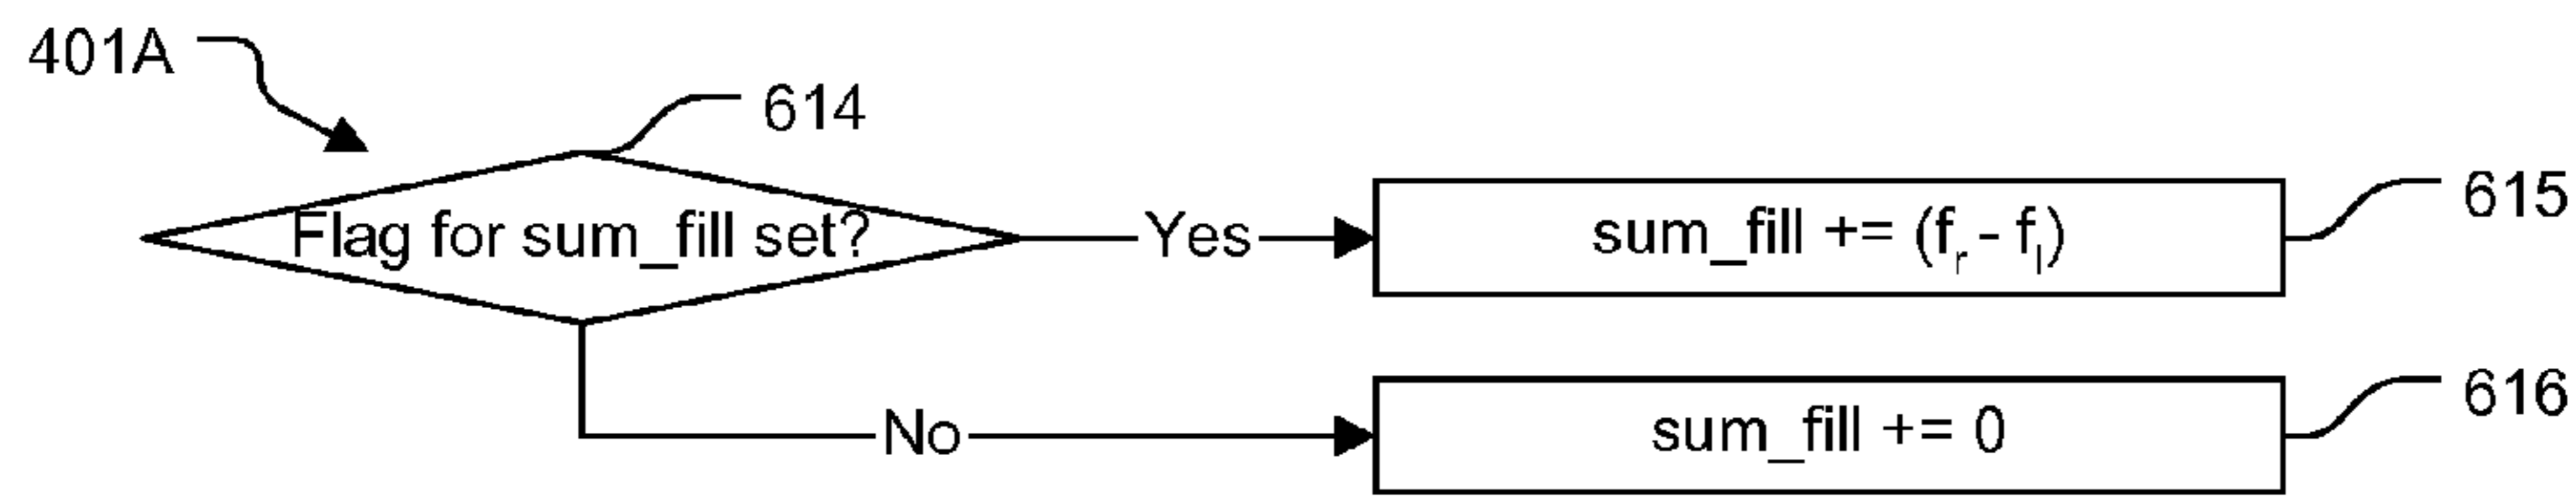 401A
614
Flag for sum_fill set?
Yes
sum_fill += (fr - fl)
615
No
sum_fill += 0
616